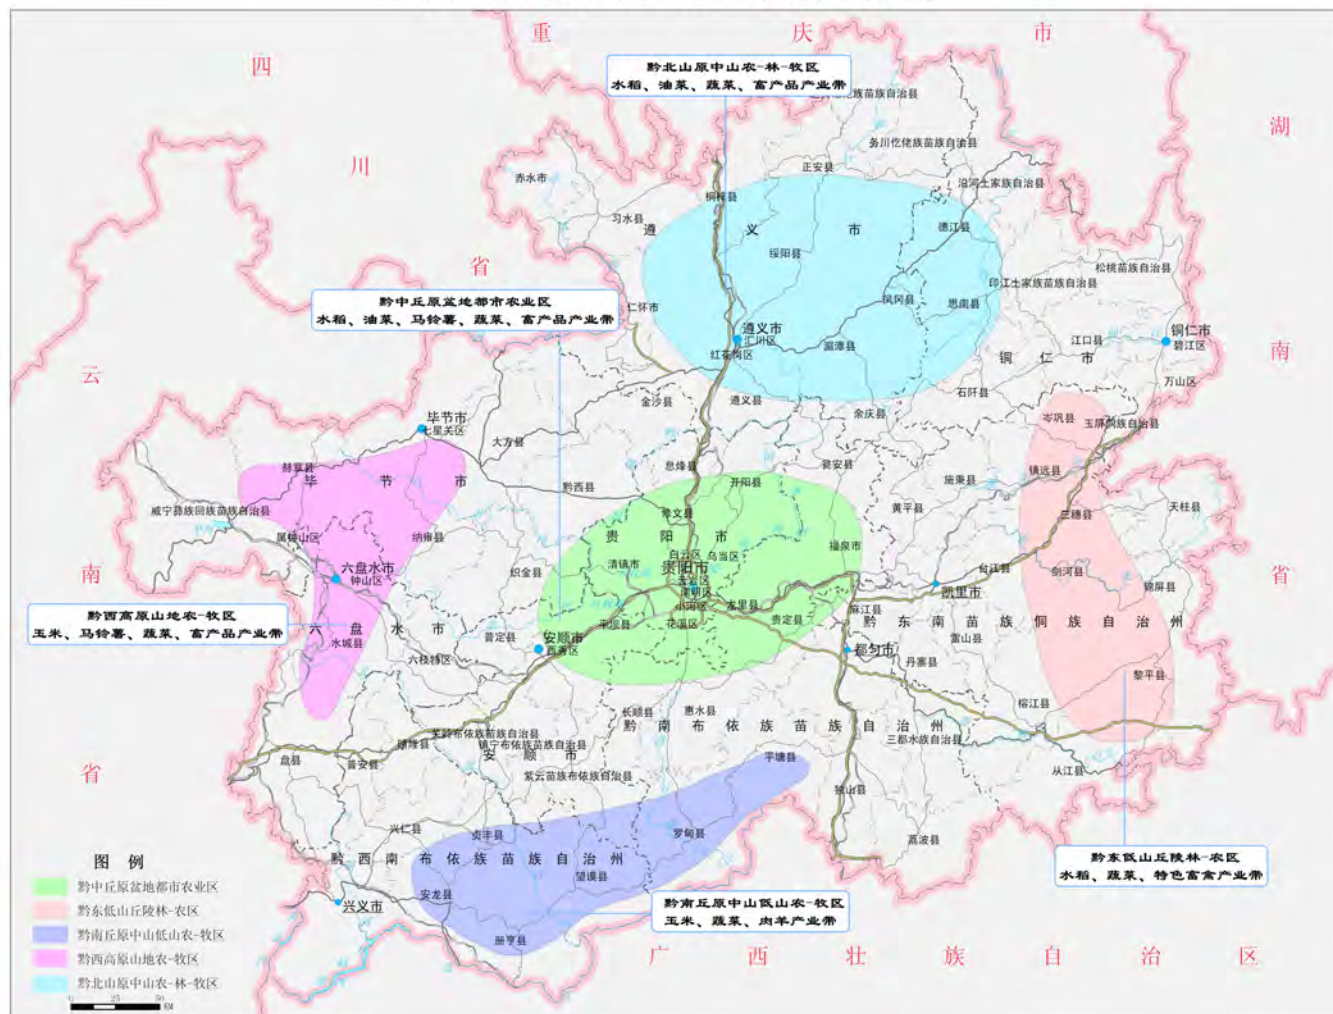 重 庆 市
四
川
省
云
南
省
湖
南
省
广 西 壮 族 自 治 区
黔北山原中山农-林-牧区
水稻、油菜、蔬菜、畜产品产业带
务川仡佬族苗族自治县
正安县
沿河土家族自治县
赤水市
习水县
桐梓县
遵 义 市
德江县
绥阳县
松桃苗族自治县
印江土家族苗族自治县
黔中丘原盆地都市农业区
水稻、油菜、马铃薯、蔬菜、畜产品产业带
仁怀市
凤冈县
思南县
遵义市
汇川区
红花岗区
湄潭县
江口县
铜仁市
碧江区
铜 仁 市
万山区
石阡县
金沙县
遵义县
余庆县
岑巩县
玉屏侗族自治县
毕节市
七星关区
大方县
息烽县
瓮安县
赫章县
毕 节 市
黔西县
开阳县
施秉县
镇远县
威宁县族回族苗族自治县
修文县
黄平县
三穗县
天柱县
属钟山区
纳雍县
贵 阳 市
福泉市
白云区
乌当区
六盘水市
钟山区
织金县
清镇市
贵阳市
云岩区
南明区
小河区
台江县
剑河县
锦屏县
凯里市
龙里县
麻江县
黔西高原山地农-牧区
玉米、马铃薯、蔬菜、畜产品产业带
六 盘 水 市
水城县
普定县
平坝县
花溪区
贵定县
黔 东 南 苗 族 侗 族 自 治 州
安顺市
西秀区
都匀市
雷山县
六枝特区
丹寨县
黎平县
长顺县
惠水县
榕江县
黔 南 布 依 族 苗 族 自 治 州
关岭布依族苗族自治县
镇宁布依族苗族自治县
三都水族自治县
盘县
普安县
晴隆县
安 顺 市
平塘县
从江县
紫云苗族布依族自治县
独山县
兴仁县
贞丰县
罗甸县
荔波县
黔 西 南 布 依 族 苗 族 自 治 州
望谟县
黔东低山丘陵林-农区
水稻、蔬菜、特色畜禽产业带
安龙县
兴义市
册亨县
黔南丘原中山低山农-牧区
玉米、蔬菜、肉羊产业带
图 例
黔中丘原盆地都市农业区
黔东低山丘陵林-农区
黔南丘原中山低山农-牧区
黔西高原山地农-牧区
黔北山原中山农-林-牧区
0 25 50
KM